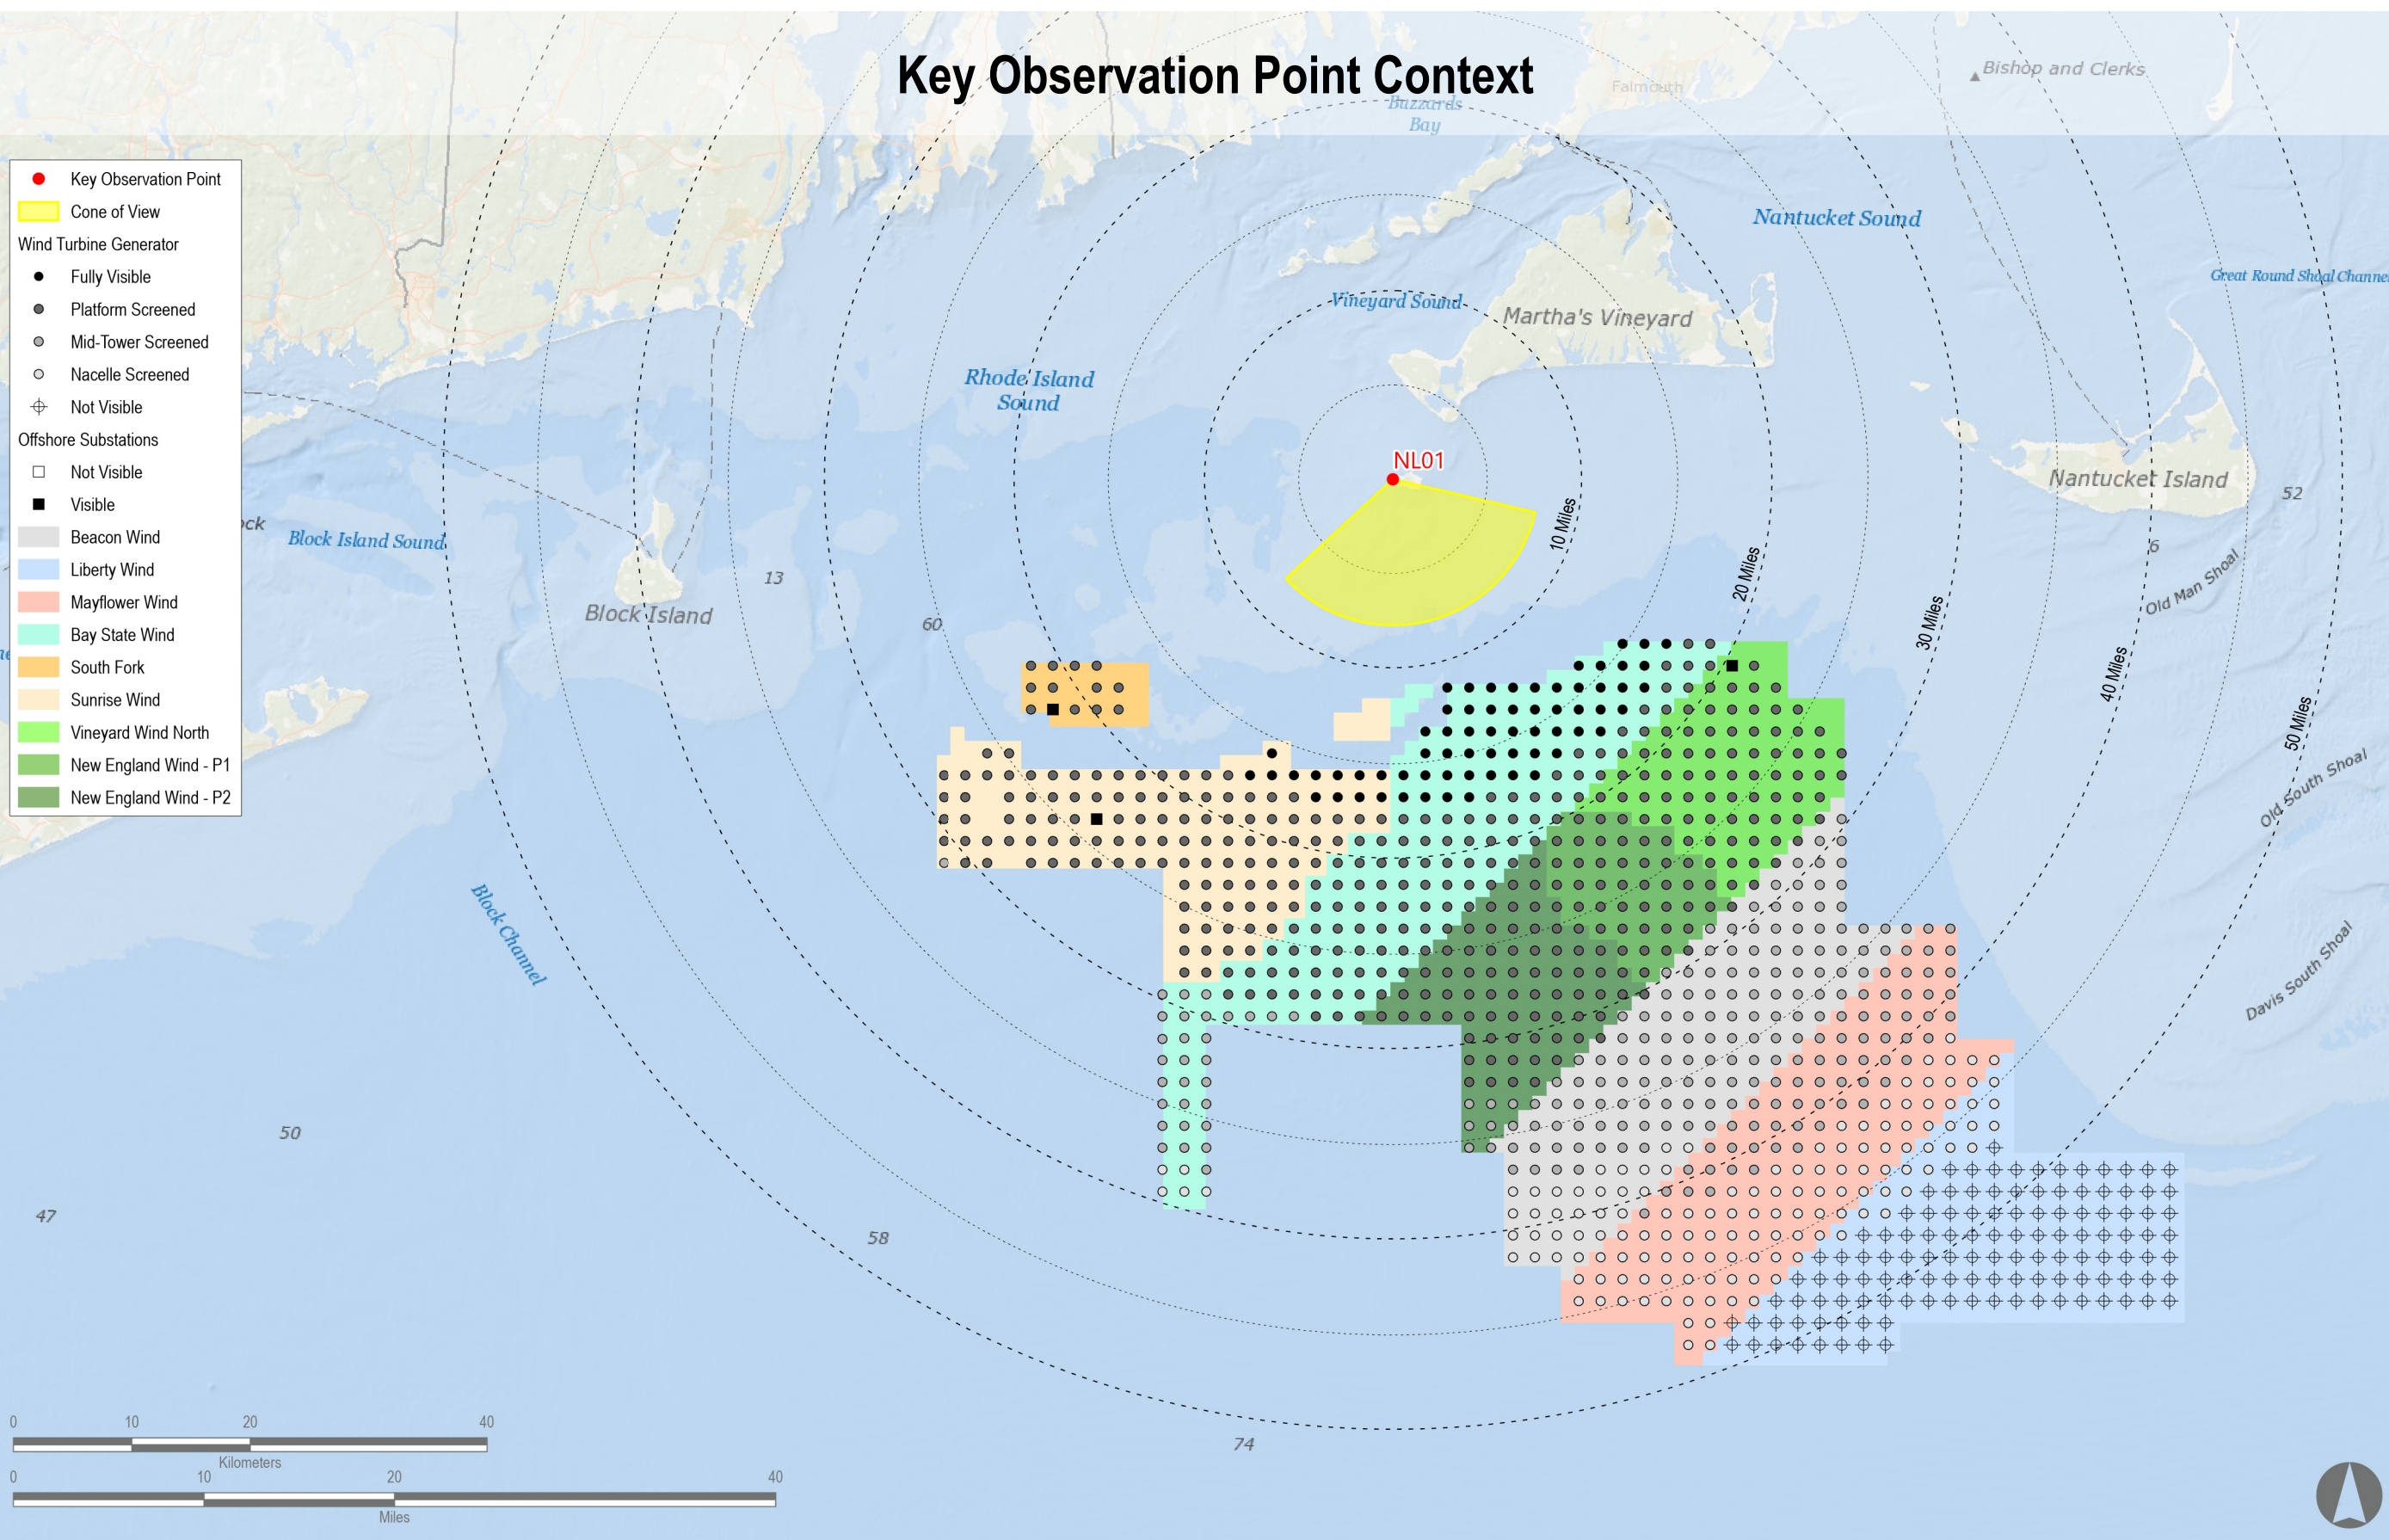 Key Observation Point Context
Bishop and Clerks
Falmouth
Buzzards
Bay
Key Observation Point
Cone of View
Wind Turbine Generator
Fully Visible
Platform Screened
Mid-Tower Screened
Nacelle Screened
Not Visible
Offshore Substations
Not Visible
Visible
Beacon Wind
Liberty Wind
Mayflower Wind
Bay State Wind
South Fork
Sunrise Wind
Vineyard Wind North
New England Wind - P1
New England Wind - P2
Nantucket Sound
Great Round Shoal Channel
Vineyard Sound
Martha's Vineyard
Rhode Island
Sound
NL01
Nantucket Island
52
ock
Block Island Sound
10 Miles
6
13
20 Miles
Old Man Shoal
Block Island
60
30 Miles
40 Miles
50 Miles
Old South Shoal
Block Channel
Davis South Shoal
50
47
58
74
0 10 20 40
Kilometers
0 10 20 40
Miles